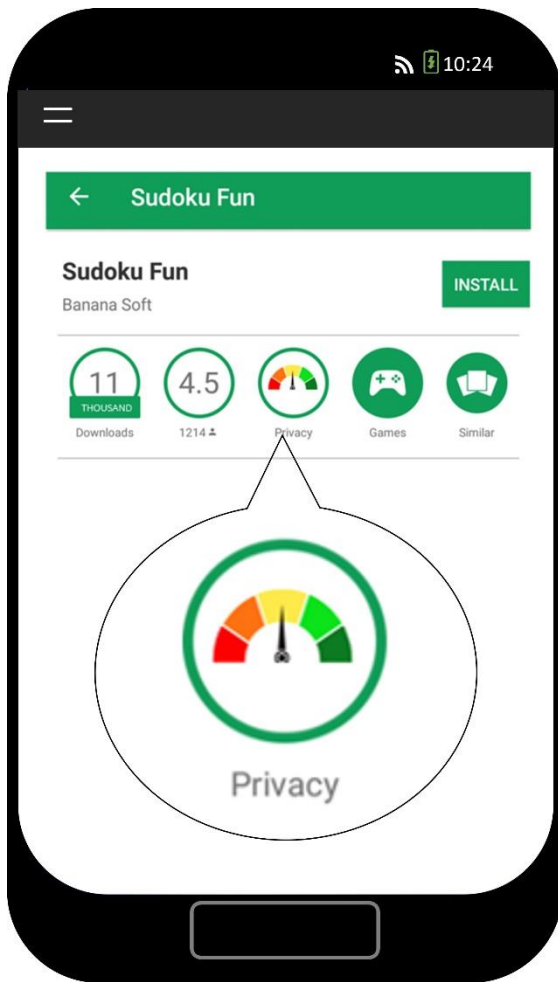 10:24
Sudoku Fun
Sudoku Fun
INSTALL
Banana Soft
11 4.5
THOUSAND
Downloads 1214 Privacy Games Similar
Privacy